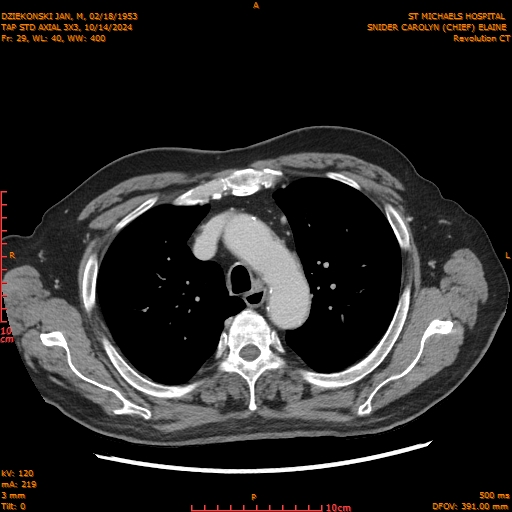 A
DZIEKONSKI JAN, M, 02/18/1953
TAP STD AXIAL 3X3, 10/14/2024
Fr: 29, WL: 40, WW: 400
ST MICHAELS HOSPITAL
SNIDER CAROLYN (CHIEF) ELAINE
Revolution CT
R
L
10
cm
kV: 120
mA: 219
3 mm
Tilt: 0
P
10cm
500 ms
DFOV: 391.00 mm